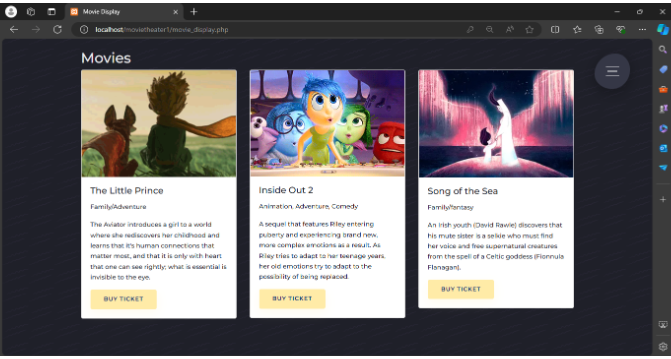 Movie Display
localhost/movietheater1/movie_display.php
Movies
The Little Prince
Family/Adventure
The Aviator introduces a girl to a world
where she rediscovers her childhood and
learns that it's human connections that
matter most, and that it is only with heart
that one can see rightly; what is essential is
invisible to the eye.
BUY TICKET
Inside Out 2
Animation, Adventure, Comedy
A sequel that features Riley entering
puberty and experiencing brand new,
more complex emotions as a result. As
Riley tries to adapt to her teenage years,
her old emotions try to adapt to the
possibility of being replaced.
BUY TICKET
Song of the Sea
Family/fantasy
An Irish youth (David Rawle) discovers that
his mute sister is a selkie who must find
her voice and free supernatural creatures
from the spell of a Celtic goddess (Fionnula
Flanagan).
BUY TICKET